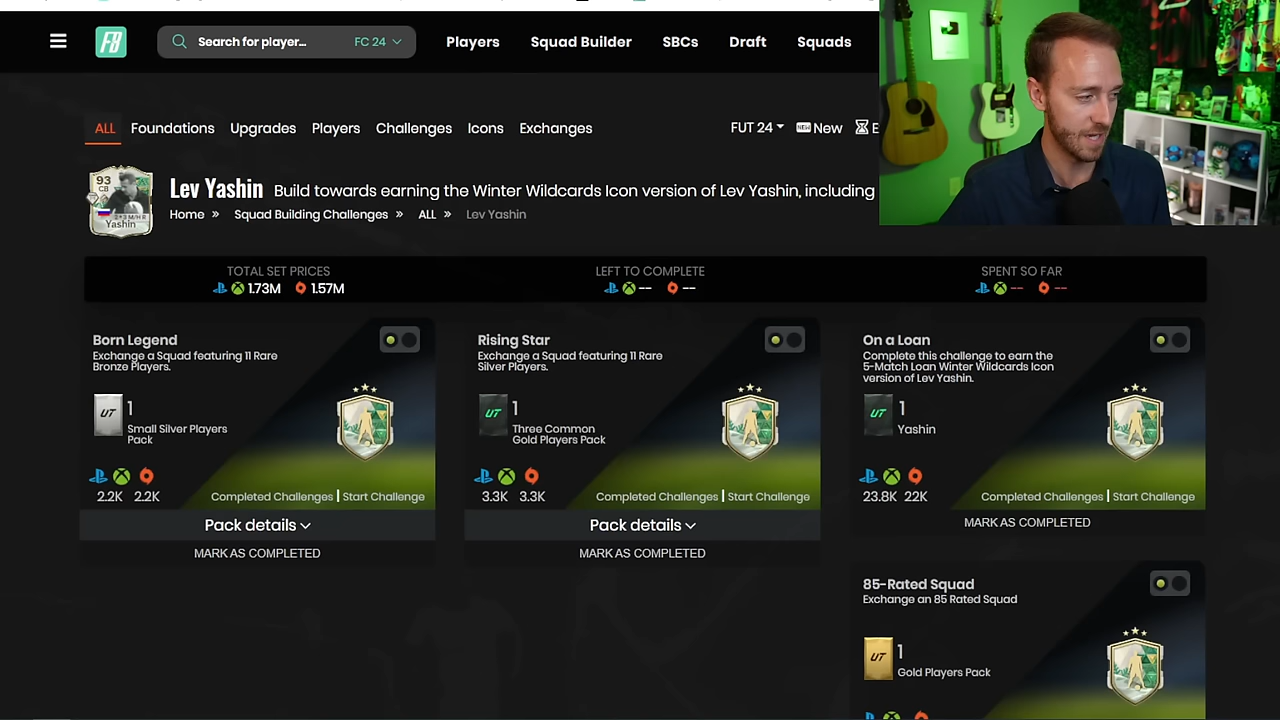 FB
Search for player...
FC 24
Players
Squad Builder
SBCs
Draft
Squads
ALL
Foundations
Upgrades
Players
Challenges
Icons
Exchanges
FUT 24
NEW New
E
93
CB
Yashin
Lev Yashin
Build towards earning the Winter Wildcards Icon version of Lev Yashin, including
Home » Squad Building Challenges » ALL » Lev Yashin
TOTAL SET PRICES
1.73M 1.57M
LEFT TO COMPLETE
-- --
SPENT SO FAR
-- --
Born Legend
Exchange a Squad featuring 11 Rare
Bronze Players.
UT
1
Small Silver Players
Pack
2.2K 2.2K
Completed Challenges | Start Challenge
Pack details
MARK AS COMPLETED
Rising Star
Exchange a Squad featuring 11 Rare
Silver Players.
UT
1
Three Common
Gold Players Pack
3.3K 3.3K
Completed Challenges | Start Challenge
Pack details
MARK AS COMPLETED
On a Loan
Complete this challenge to earn the
5-Match Loan Winter Wildcards Icon
version of Lev Yashin.
UT
1
Yashin
23.8K 22K
Completed Challenges | Start Challenge
MARK AS COMPLETED
85-Rated Squad
Exchange an 85 Rated Squad
UT
1
Gold Players Pack